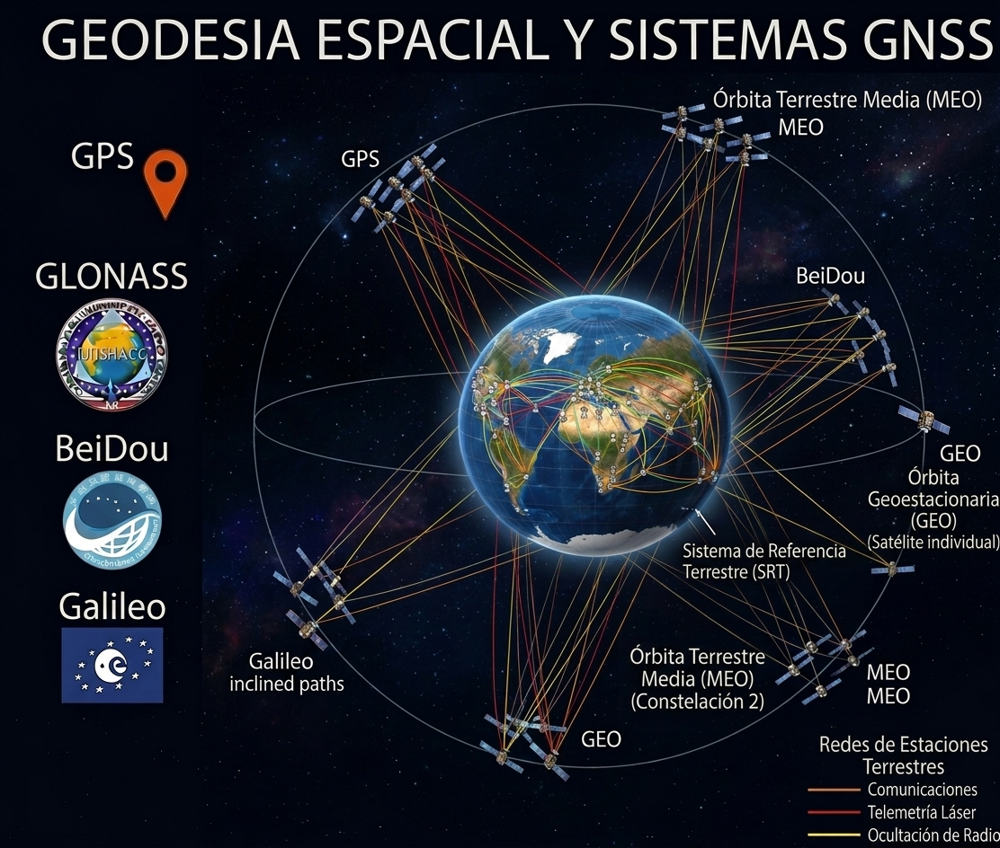 GEODESIA ESPACIAL Y SISTEMAS GNSS
GPS
GLONASS
BeiDou
Galileo
GPS
Órbita Terrestre Media (MEO)
MEO
BeiDou
GEO
Órbita
Geoestacionaria
(GEO)
(Satélite individual)
Sistema de Referencia
Terrestre (SRT)
Galileo
inclined paths
Órbita Terrestre
Media (MEO)
(Constelación 2)
MEO
MEO
GEO
Redes de Estaciones
Terrestres
Comunicaciones
Telemetría Láser
Ocultación de Radio